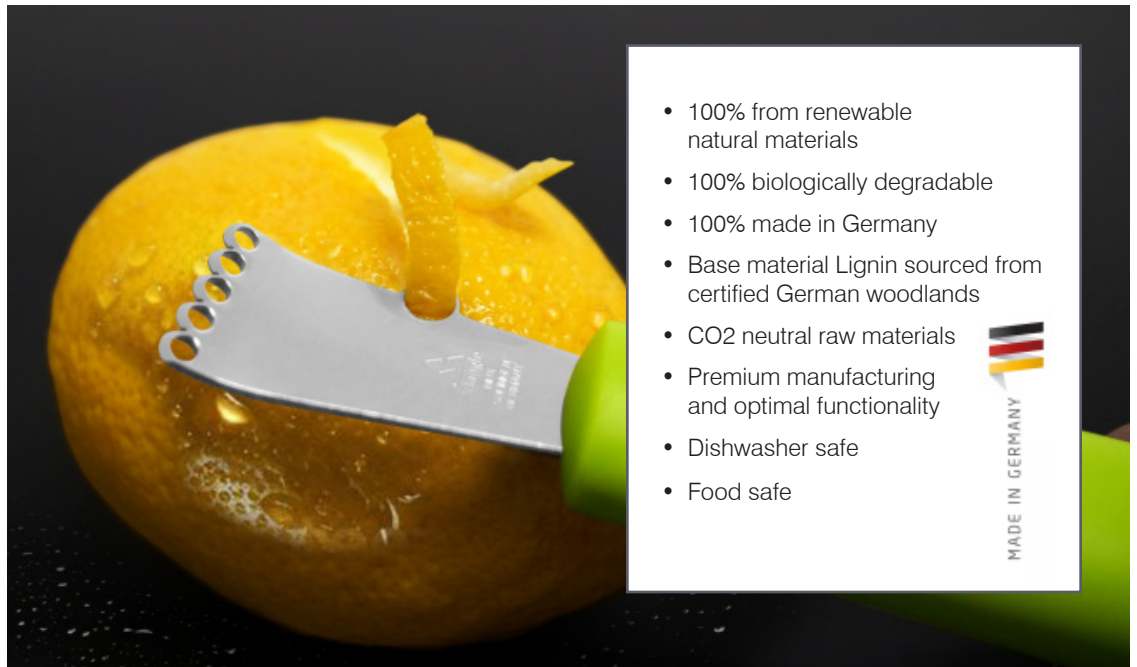 • 100% from renewable
natural materials
• 100% biologically degradable
• 100% made in Germany
• Base material Lignin sourced from
certified German woodlands
• CO2 neutral raw materials
• Premium manufacturing
and optimal functionality
• Dishwasher safe
• Food safe
MADE IN GERMANY